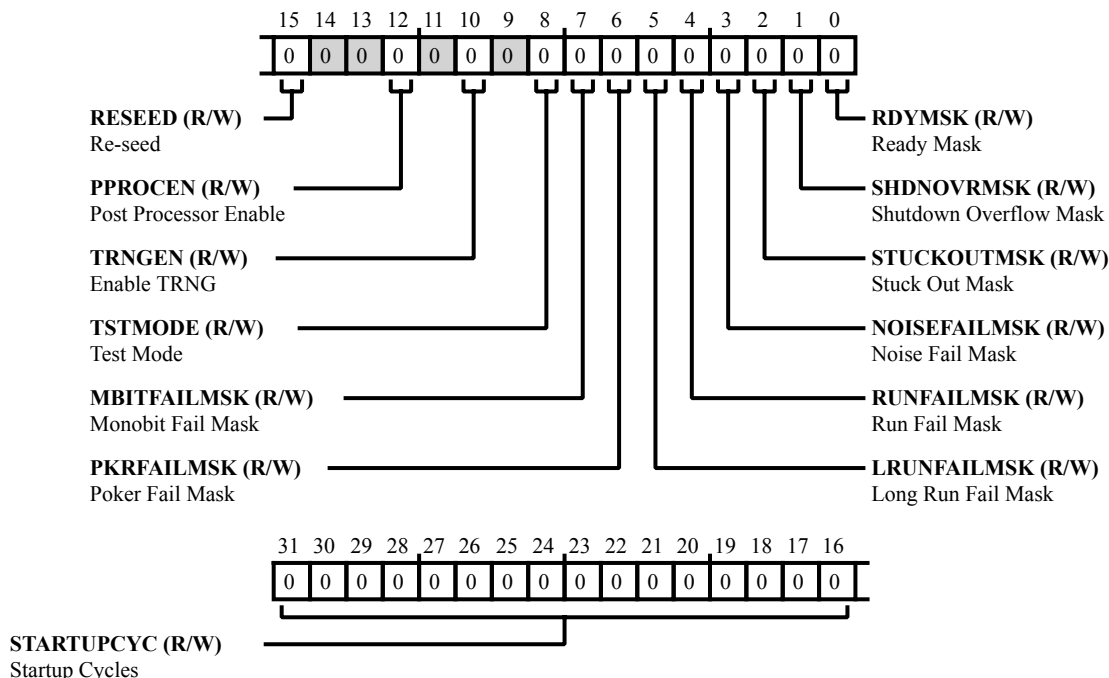 15 14 13 12 11 10 9 8 7 6 5 4 3 2 1 0
0 0 0 0 0 0 0 0 0 0 0 0 0 0 0 0
RESEED (R/W)
Re-seed
PPROCEN (R/W)
Post Processor Enable
TRNGEN (R/W)
Enable TRNG
TSTMODE (R/W)
Test Mode
MBITFAILMSK (R/W)
Monobit Fail Mask
PKRFAILMSK (R/W)
Poker Fail Mask
RDYMSK (R/W)
Ready Mask
SHDNOVRMSK (R/W)
Shutdown Overflow Mask
STUCKOUTMSK (R/W)
Stuck Out Mask
NOISEFAILMSK (R/W)
Noise Fail Mask
RUNFAILMSK (R/W)
Run Fail Mask
LRUNFAILMSK (R/W)
Long Run Fail Mask
31 30 29 28 27 26 25 24 23 22 21 20 19 18 17 16
0 0 0 0 0 0 0 0 0 0 0 0 0 0 0 0
STARTUPCYC (R/W)
Startup Cycles